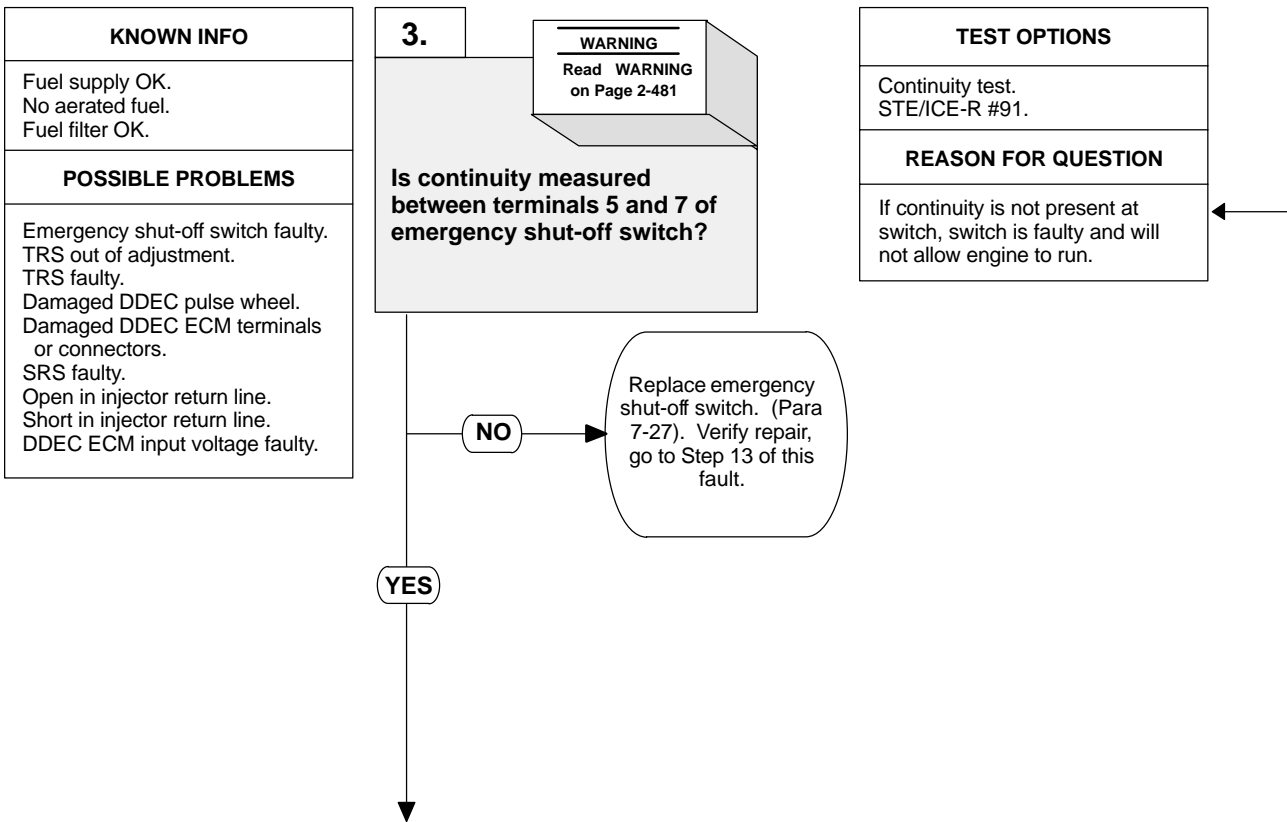 KNOWN INFO
Fuel supply OK.
No aerated fuel.
Fuel filter OK.
POSSIBLE PROBLEMS
Emergency shut-off switch faulty.
TRS out of adjustment.
TRS faulty.
Damaged DDEC pulse wheel.
Damaged DDEC ECM terminals
or connectors.
SRS faulty.
Open in injector return line.
Short in injector return line.
DDEC ECM input voltage faulty.
3.
WARNING
Read WARNING
on Page 2-481
Is continuity measured
between terminals 5 and 7 of
emergency shut-off switch?
TEST OPTIONS
Continuity test.
STE/ICE-R #91.
REASON FOR QUESTION
If continuity is not present at
switch, switch is faulty and will
not allow engine to run.
NO
Replace emergency
shut-off switch. (Para
7-27). Verify repair,
go to Step 13 of this
fault.
YES